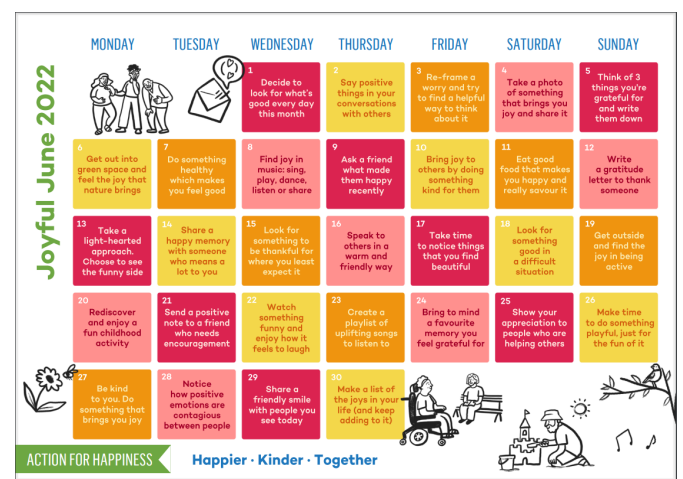 MONDAY TUESDAY WEDNESDAY THURSDAY FRIDAY SATURDAY SUNDAY
Joyful June 2022
1
Decide to
look for what's
good every day
this month
2
Say positive
things in your
conversations
with others
3
Re-frame a
worry and try
to find a helpful
way to think
about it
4
Take a photo
of something
that brings you
joy and share it
5
Think of 3
things you're
grateful for
and write
them down
6
Get out into
green space and
feel the joy that
nature brings
7
Do something
healthy
which makes
you feel good
8
Find joy in
music: sing,
play, dance,
listen or share
9
Ask a friend
what made
them happy
recently
10
Bring joy to
others by doing
something
kind for them
11
Eat good
food that makes
you happy and
really savour it
12
Write
a gratitude
letter to thank
someone
13
Take a
light-hearted
approach.
Choose to see
the funny side
14
Share a
happy memory
with someone
who means a
lot to you
15
Look for
something to
be thankful for
where you least
expect it
16
Speak to
others in a
warm and
friendly way
17
Take time
to notice things
that you find
beautiful
18
Look for
something
good in
a difficult
situation
19
Get outside
and find the
joy in being
active
20
Rediscover
and enjoy a
fun childhood
activity
21
Send a positive
note to a friend
who needs
encouragement
22
Watch
something
funny and
enjoy how it
feels to laugh
23
Create a
playlist of
uplifting songs
to listen to
24
Bring to mind
a favourite
memory you
feel grateful for
25
Show your
appreciation to
people who are
helping others
26
Make time
to do something
playful, just for
the fun of it
27
Be kind
to you. Do
something that
brings you joy
28
Notice
how positive
emotions are
contagious
between people
29
Share a
friendly smile
with people you
see today
30
Make a list of
the joys in your
life (and keep
adding to it)
ACTION FOR HAPPINESS
Happier · Kinder · Together